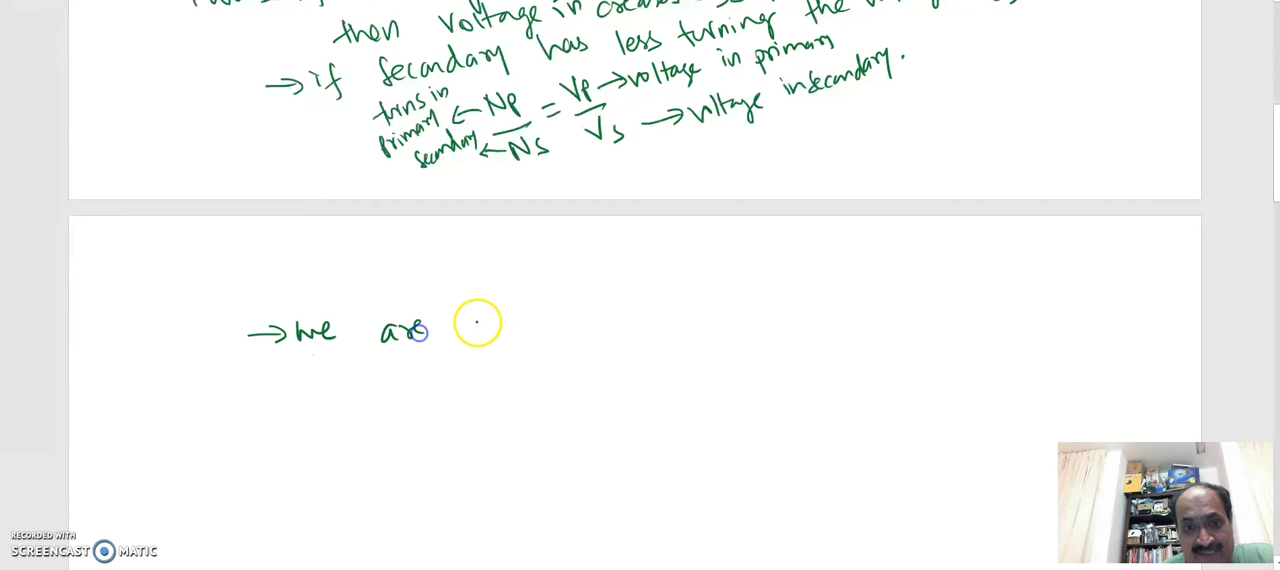 then voltage in
→ if secondary has less turning the
turns in primary ← Np = Vp → voltage in primary
secondary ← Ns Vs → voltage in secondary.
→ we are
RECORDED WITH
SCREENCAST MATIC